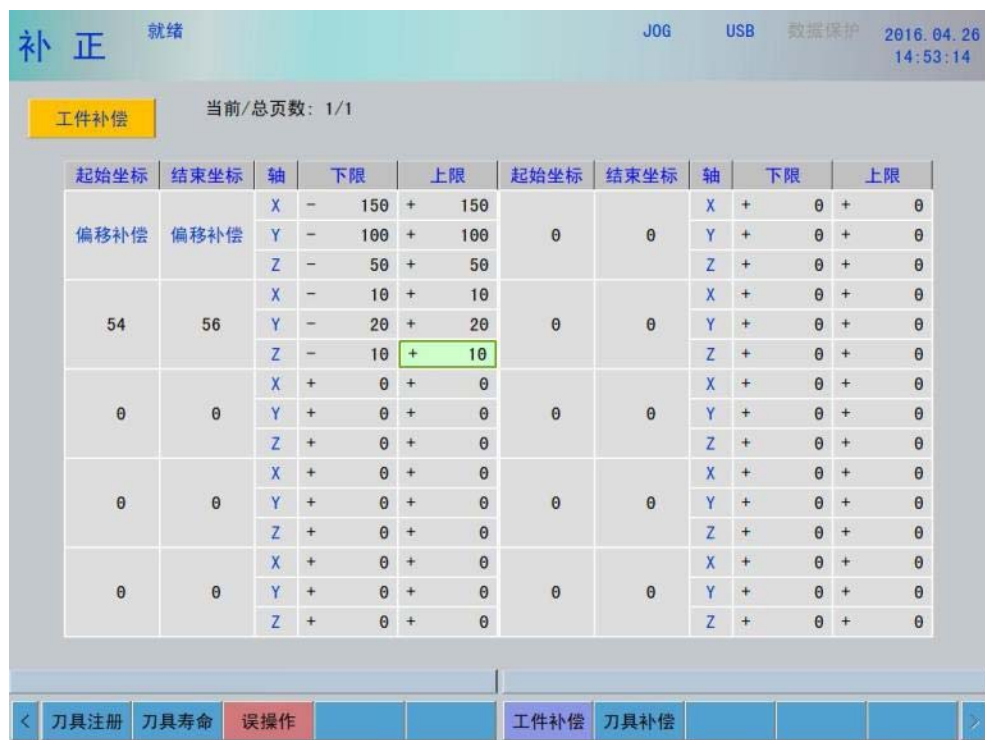 补 正 就绪 JOG USB 数据保护 2016.04.26
14:53:14
工件补偿 当前/总页数: 1/1
起始坐标 结束坐标 轴 下限 上限 起始坐标 结束坐标 轴 下限 上限
X - 150 + 150 X + 0 + 0
偏移补偿 偏移补偿 Y - 100 + 100 0 0 Y + 0 + 0
Z - 50 + 50 Z + 0 + 0
X - 10 + 10 X + 0 + 0
54 56 Y - 20 + 20 0 0 Y + 0 + 0
Z - 10 + 10 Z + 0 + 0
X + 0 + 0 X + 0 + 0
0 0 Y + 0 + 0 0 0 Y + 0 + 0
Z + 0 + 0 Z + 0 + 0
X + 0 + 0 X + 0 + 0
0 0 Y + 0 + 0 0 0 Y + 0 + 0
Z + 0 + 0 Z + 0 + 0
X + 0 + 0 X + 0 + 0
0 0 Y + 0 + 0 0 0 Y + 0 + 0
Z + 0 + 0 Z + 0 + 0
< 刀具注册 刀具寿命 误操作 工件补偿 刀具补偿 >